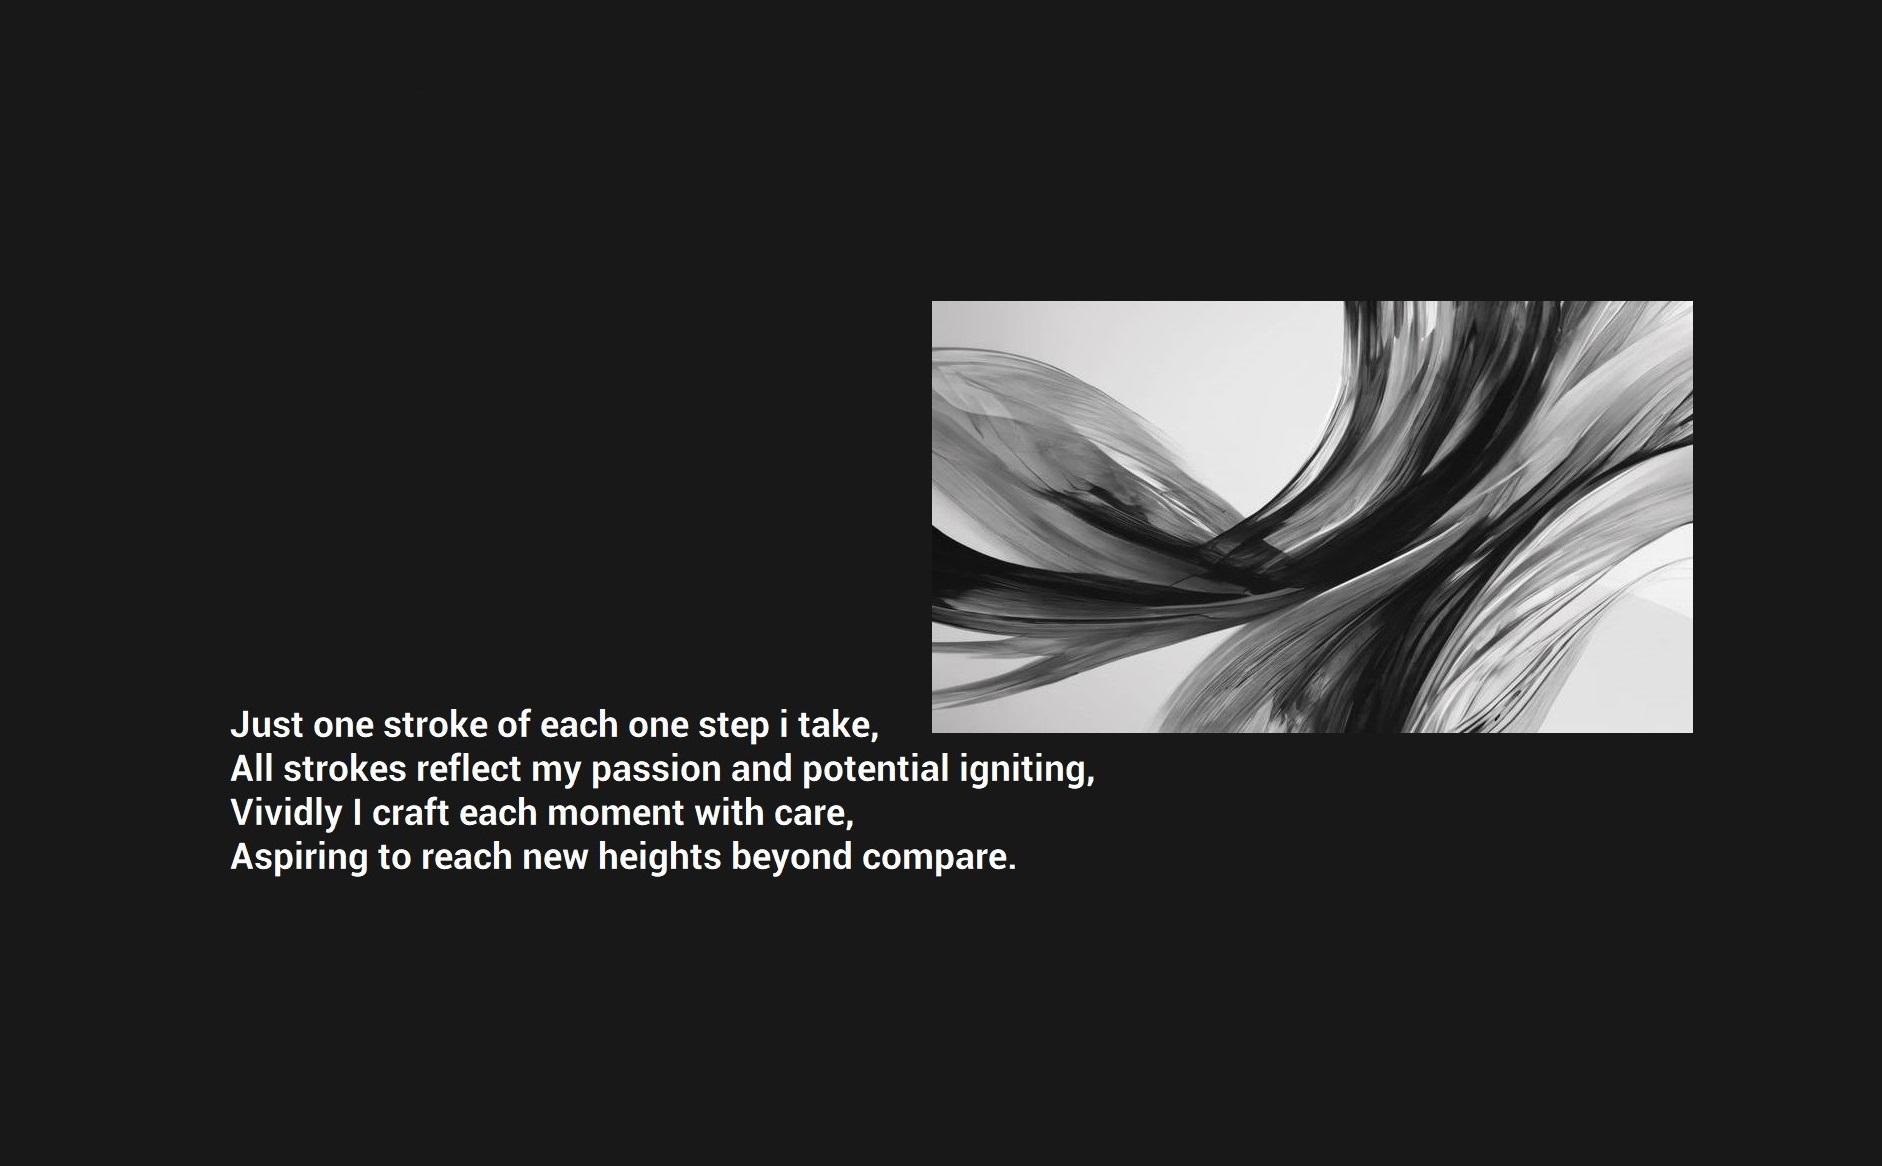 Just one stroke of each one step i take,
All strokes reflect my passion and potential igniting,
Vividly I craft each moment with care,
Aspiring to reach new heights beyond compare.